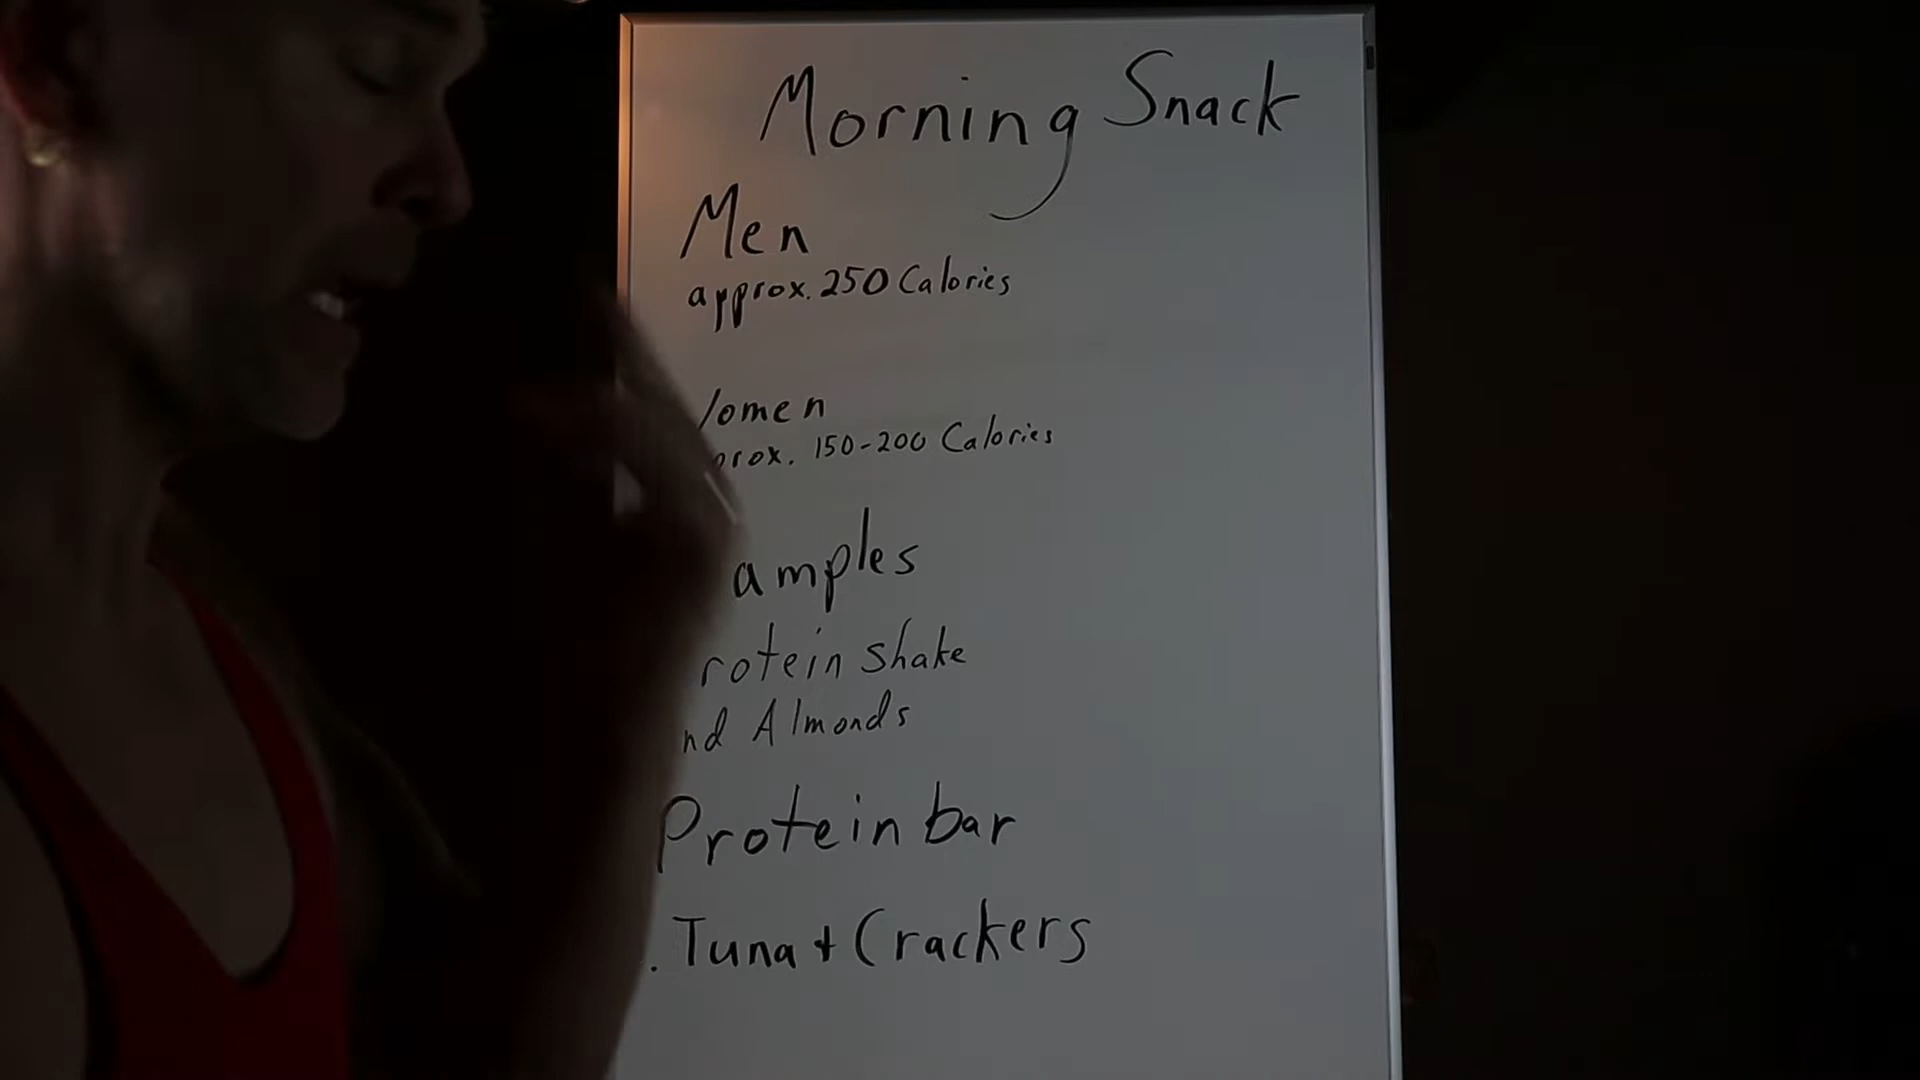 Morning Snack
Men
approx. 250 Calories
omen
rox. 150-200 Calories
amples
rotein shake
nd Almonds
Protein bar
. Tuna + Crackers